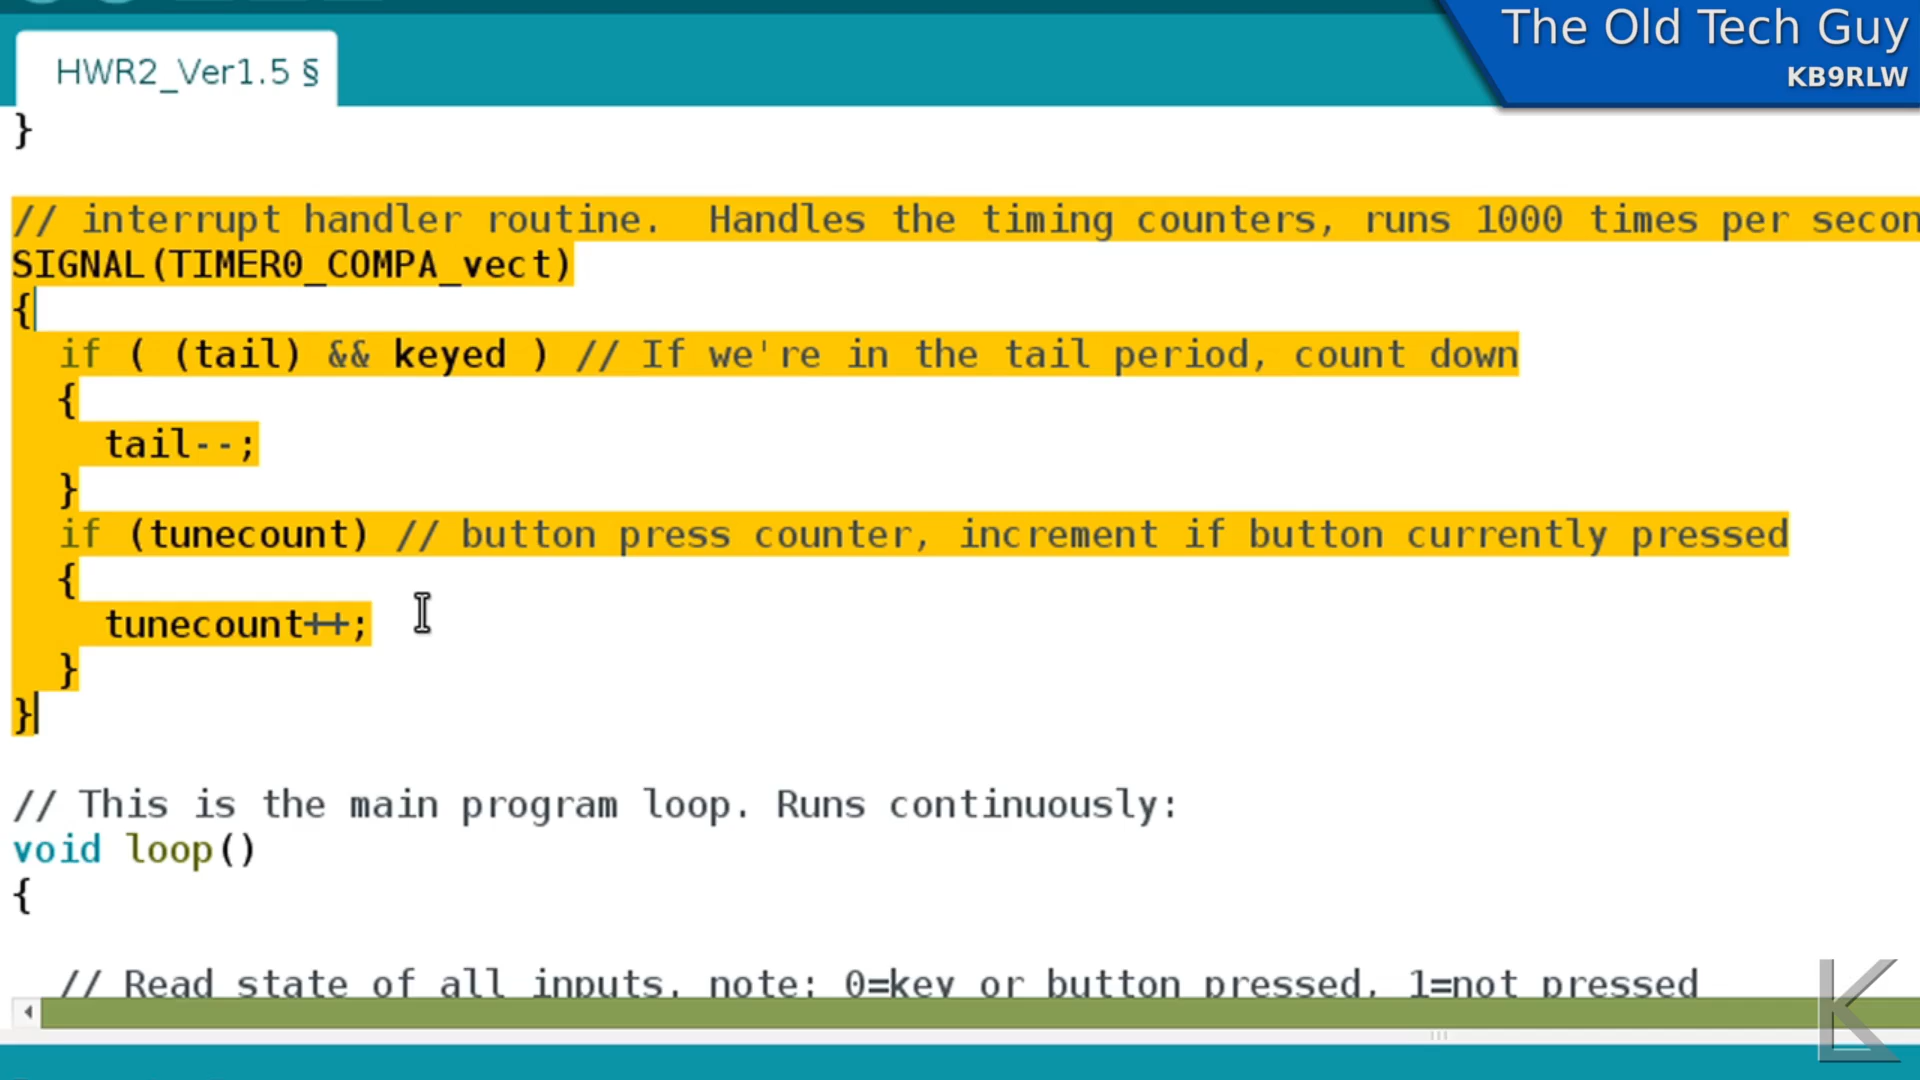 The Old Tech Guy
KB9RLW
HWR2_Ver1.5 §
}
// interrupt handler routine.  Handles the timing counters, runs 1000 times per secon
SIGNAL(TIMER0_COMPA_vect)
{
  if ( (tail) && keyed ) // If we're in the tail period, count down
  {
    tail--;
  }
  if (tunecount) // button press counter, increment if button currently pressed
  {
    tunecount++;
  }
}
// This is the main program loop. Runs continuously:
void loop()
{
  // Read state of all inputs, note: 0=key or button pressed, 1=not pressed
K